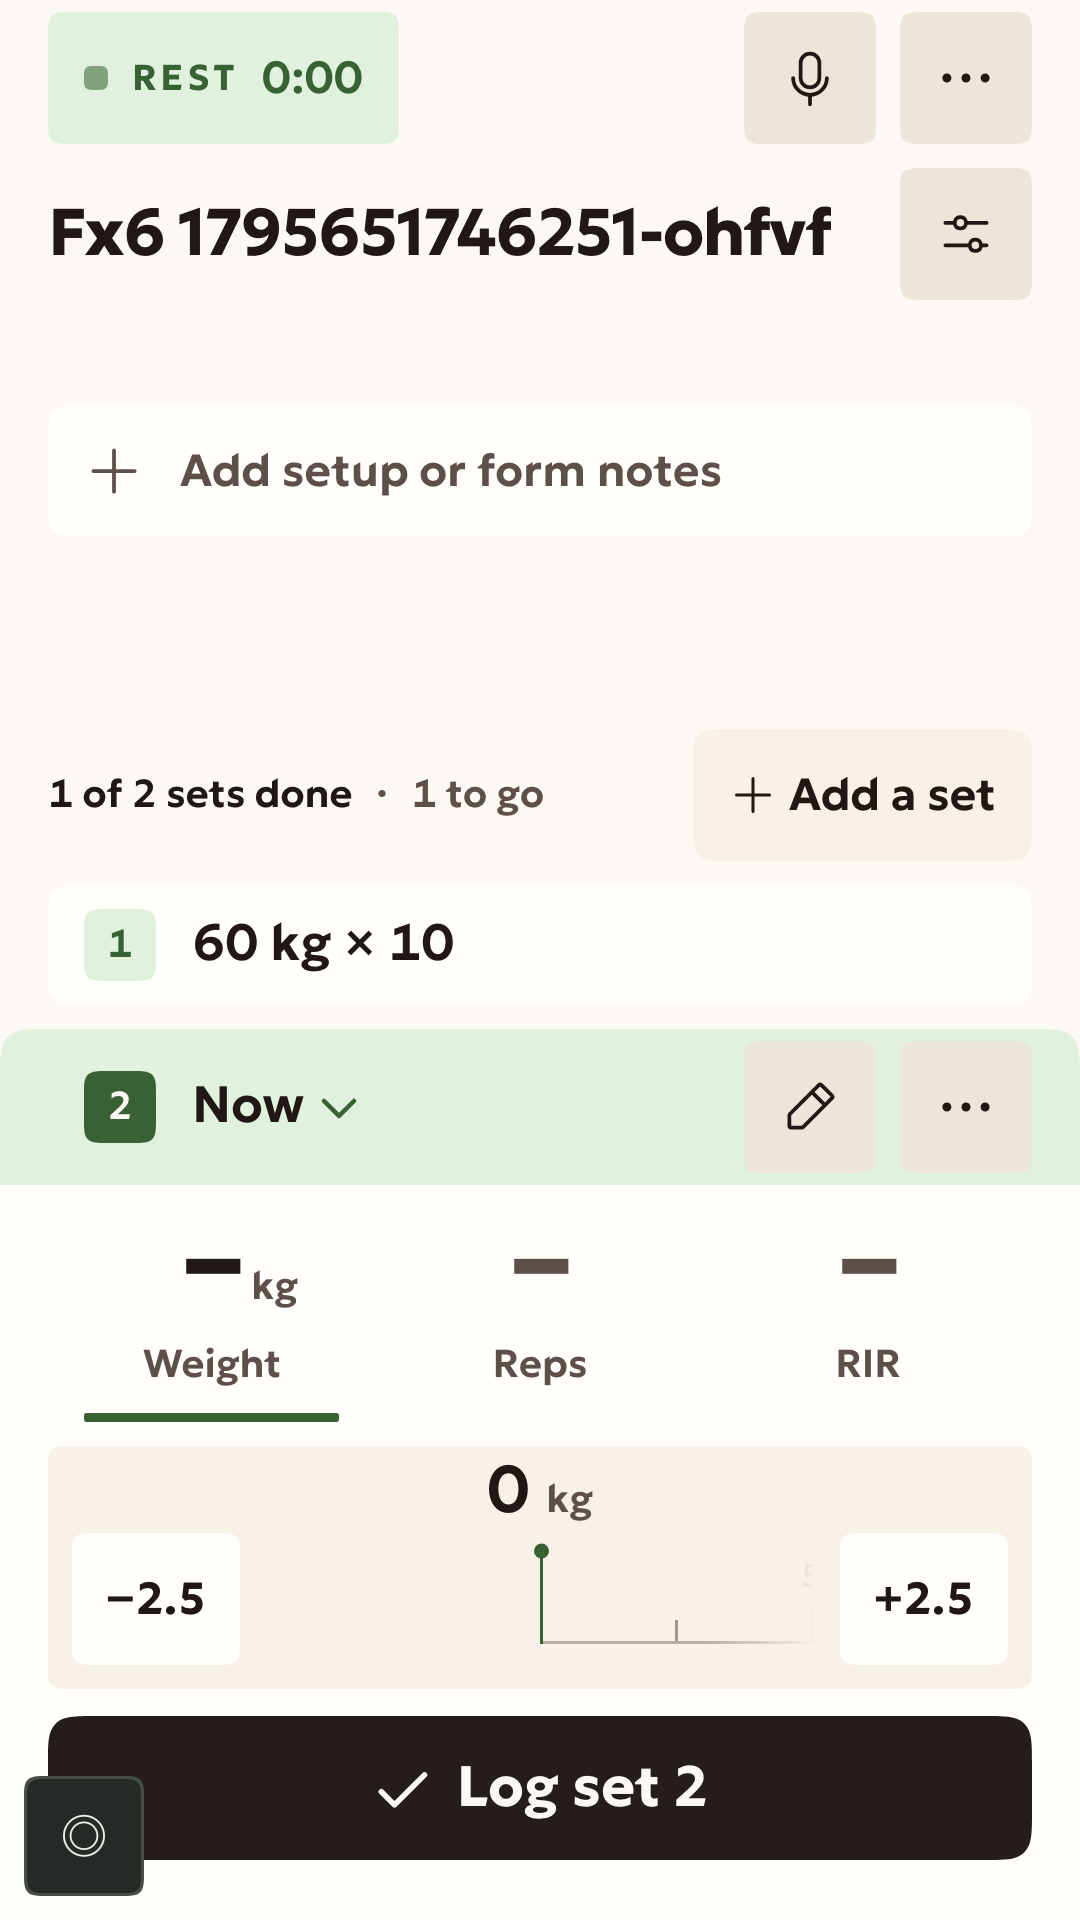 REST 0:00
Fx6 1795651746251-ohfvf
Add setup or form notes
1 of 2 sets done · 1 to go
Add a set
1
60 kg × 10
2
Now
– kg
–
–
Weight
Reps
RIR
0 kg
−2.5
5
+2.5
Log set 2